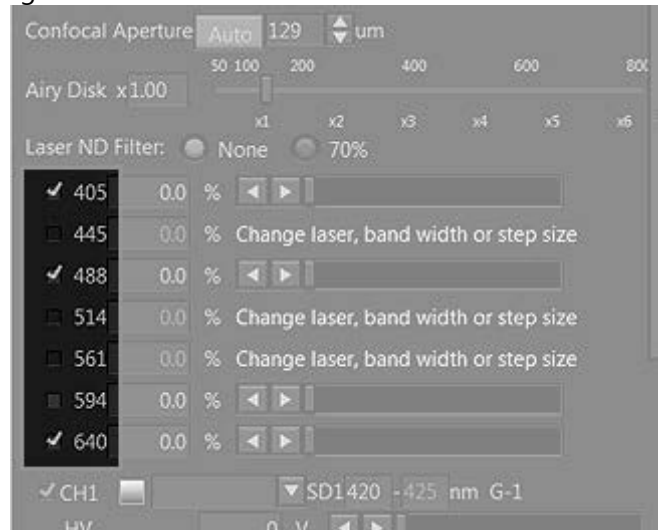 Confocal Aperture Auto 129 um
50 100 200 400 600 800
Airy Disk x1.00
x1 x2 x3 x4 x5 x6
Laser ND Filter: None 70%
405 0.0 %
445 0.0 % Change laser, band width or step size
488 0.0 %
514 0.0 % Change laser, band width or step size
561 0.0 % Change laser, band width or step size
594 0.0 %
640 0.0 %
CH1 SD1 420 - 425 nm G-1
HV 0 V